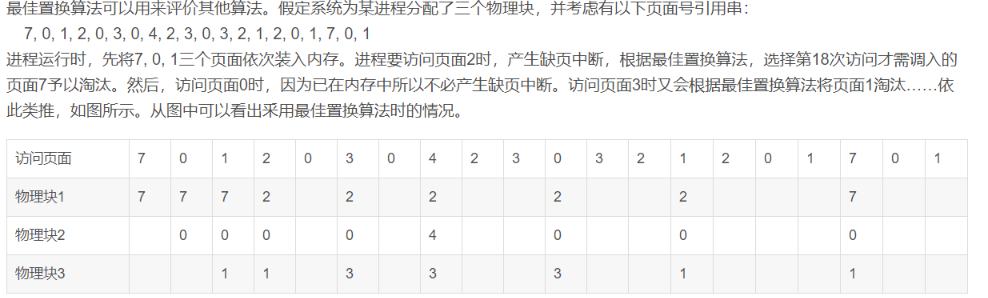 最佳置换算法可以用来评价其他算法。假定系统为某进程分配了三个物理块，并考虑有以下页面号引用串：
7, 0, 1, 2, 0, 3, 0, 4, 2, 3, 0, 3, 2, 1, 2, 0, 1, 7, 0, 1
进程运行时，先将7, 0, 1三个页面依次装入内存。进程要访问页面2时，产生缺页中断，根据最佳置换算法，选择第18次访问才需调入的
页面7予以淘汰。然后，访问页面0时，因为已在内存中所以不必产生缺页中断。访问页面3时又会根据最佳置换算法将页面1淘汰……依
此类推，如图所示。从图中可以看出采用最佳置换算法时的情况。
访问页面 7 0 1 2 0 3 0 4 2 3 0 3 2 1 2 0 1 7 0 1
物理块1 7 7 7 2 2 2 2 2 7
物理块2 0 0 0 0 4 0 0 0
物理块3 1 1 3 3 3 1 1